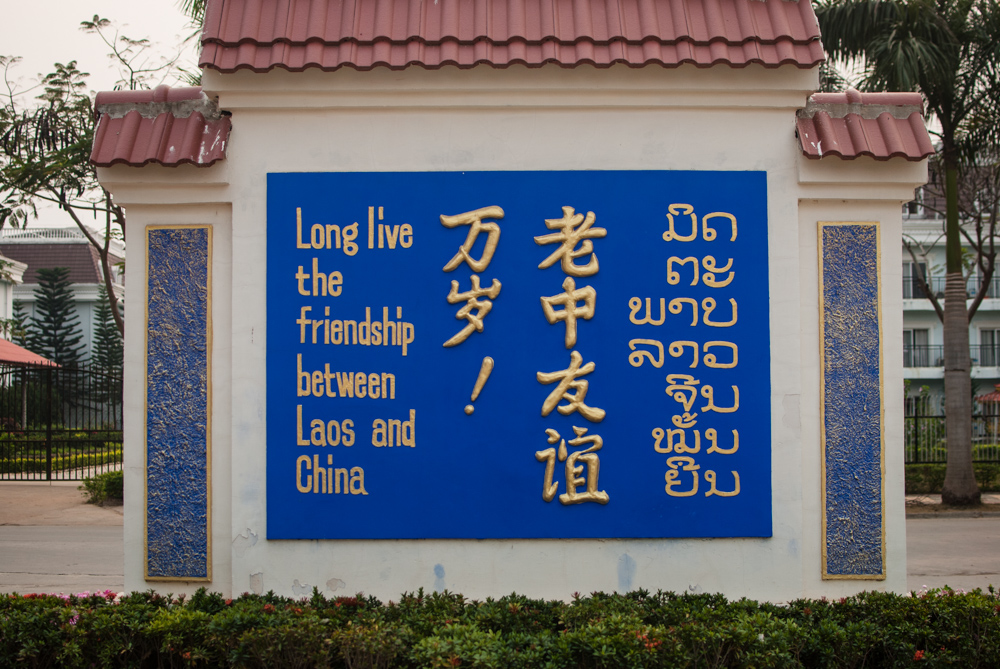 Long live
the
friendship
between
Laos and
China
老中友谊
万岁！
ມິດ
ຕະ
ພາບ
ລາວ
ຈີນ
ໝັ້ນ
ຍືນ